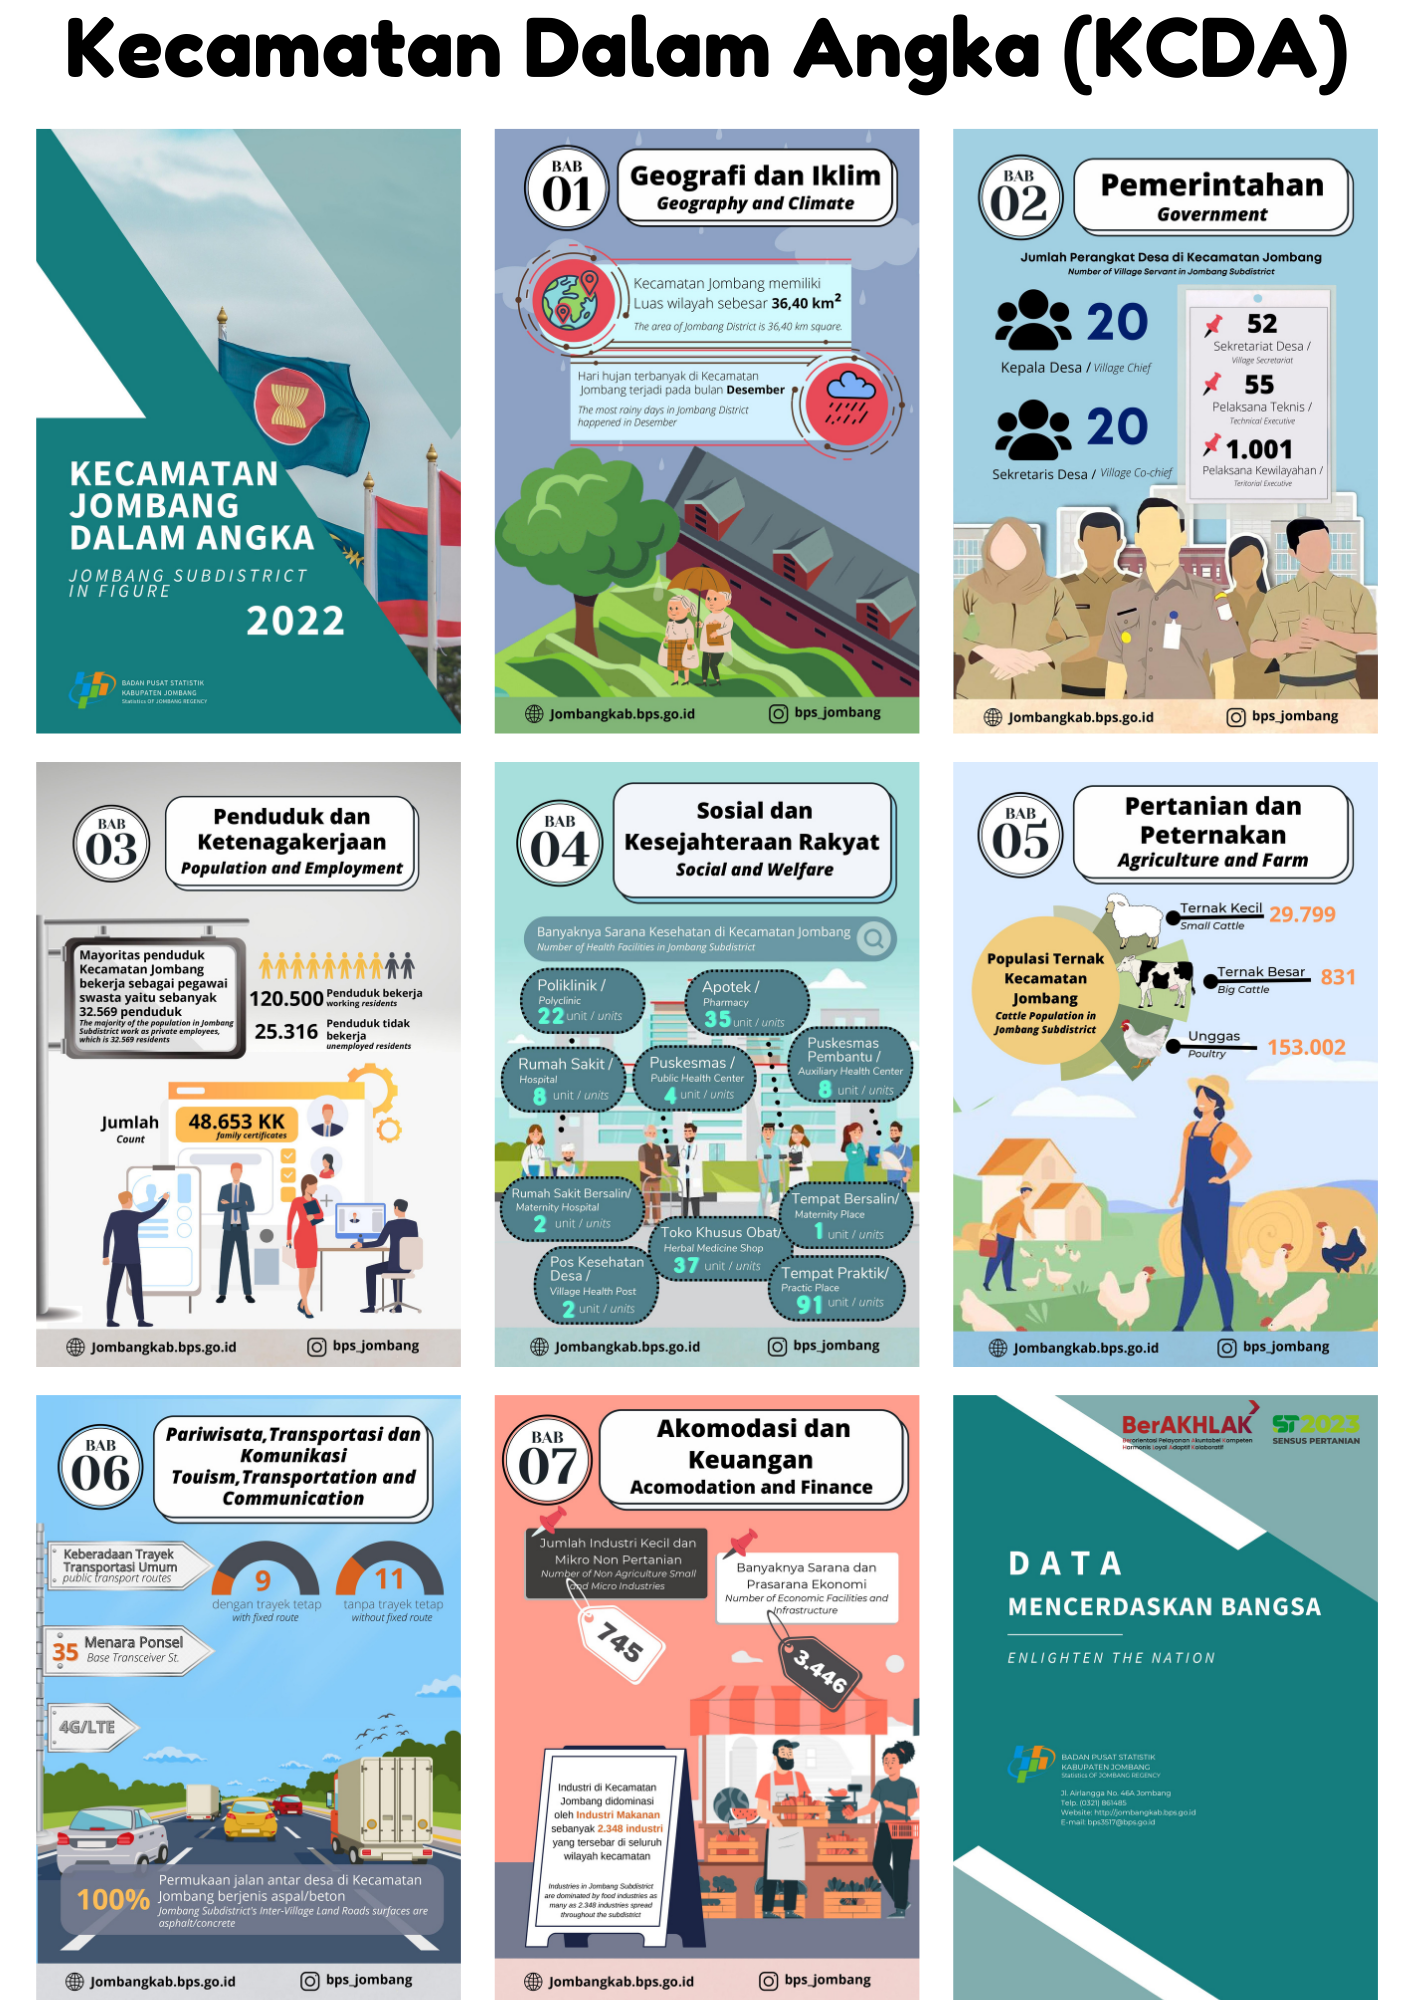 Kecamatan Dalam Angka (KCDA)
KECAMATAN
JOMBANG
DALAM ANGKA
JOMBANG SUBDISTRICT
IN FIGURE
2022
BADAN PUSAT STATISTIK
KABUPATEN JOMBANG
Statistics OF JOMBANG REGENCY
BAB
01
Geografi dan Iklim
Geography and Climate
Kecamatan Jombang memiliki
Luas wilayah sebesar 36,40 km²
The area of Jombang District is 36,40 km square.
Hari hujan terbanyak di Kecamatan
Jombang terjadi pada bulan Desember
The most rainy days in Jombang District
happened in Desember
Jombangkab.bps.go.id
bps_jombang
BAB
02
Pemerintahan
Government
Jumlah Perangkat Desa di Kecamatan Jombang
Number of Village Servant in Jombang Subdistrict
20
Kepala Desa / Village Chief
20
Sekretaris Desa / Village Co-chief
52
Sekretariat Desa /
Village Secretariat
55
Pelaksana Teknis /
Technical Executive
1.001
Pelaksana Kewilayahan /
Teritorial Executive
Jombangkab.bps.go.id
bps_jombang
BAB
03
Penduduk dan
Ketenagakerjaan
Population and Employment
Mayoritas penduduk
Kecamatan Jombang
bekerja sebagai pegawai
swasta yaitu sebanyak
32.569 penduduk
The majority of the population in Jombang
Subdistrict work as private employees,
which is 32.569 residents
120.500 Penduduk bekerja
working residents
25.316 Penduduk tidak
bekerja
unemployed residents
Jumlah
Count
48.653 KK
family certificates
Jombangkab.bps.go.id
bps_jombang
BAB
04
Sosial dan
Kesejahteraan Rakyat
Social and Welfare
Banyaknya Sarana Kesehatan di Kecamatan Jombang
Number of Health Facilities in Jombang Subdistrict
Poliklinik /
Polyclinic
22 unit / units
Apotek /
Pharmacy
35 unit / units
Rumah Sakit /
Hospital
8 unit / units
Puskesmas /
Public Health Center
4 unit / units
Puskesmas
Pembantu /
Auxiliary Health Center
8 unit / units
Rumah Sakit Bersalin/
Maternity Hospital
2 unit / units
Toko Khusus Obat/
Herbal Medicine Shop
37 unit / units
Tempat Bersalin/
Maternity Place
1 unit / units
Pos Kesehatan
Desa /
Village Health Post
2 unit / units
Tempat Praktik/
Practic Place
91 unit / units
Jombangkab.bps.go.id
bps_jombang
BAB
05
Pertanian dan
Peternakan
Agriculture and Farm
Populasi Ternak
Kecamatan
Jombang
Cattle Population in
Jombang Subdistrict
Ternak Kecil 29.799
Small Cattle
Ternak Besar 831
Big Cattle
Unggas
Poultry 153.002
Jombangkab.bps.go.id
bps_jombang
BAB
06
Pariwisata,Transportasi dan
Komunikasi
Touism,Transportation and
Communication
Keberadaan Trayek
Transportasi Umum
public transport routes
9
dengan trayek tetap
with fixed route
11
tanpa trayek tetap
without fixed route
35 Menara Ponsel
Base Transceiver St.
4G/LTE
100%
Permukaan jalan antar desa di Kecamatan
Jombang berjenis aspal/beton
Jombang Subdistrict's Inter-Village Land Roads surfaces are
asphalt/concrete
Jombangkab.bps.go.id
bps_jombang
BAB
07
Akomodasi dan
Keuangan
Acomodation and Finance
Jumlah Industri Kecil dan
Mikro Non Pertanian
Number of Non Agriculture Small
and Micro Industries
745
Banyaknya Sarana dan
Prasarana Ekonomi
Number of Economic Facilities and
Infrastructure
3.446
Industri di Kecamatan
Jombang didominasi
oleh Industri Makanan
sebanyak 2.348 industri
yang tersebar di seluruh
wilayah kecamatan
Industries in Jombang Subdistrict
are dominated by food industries as
many as 2.348 industries spread
throughout the subdistrict
Jombangkab.bps.go.id
bps_jombang
BerAKHLAK
Berorientasi Pelayanan Akuntabel Kompeten
Harmonis Loyal Adaptif Kolaboratif
ST2023
SENSUS PERTANIAN
DATA
MENCERDASKAN BANGSA
ENLIGHTEN THE NATION
BADAN PUSAT STATISTIK
KABUPATEN JOMBANG
Statistics OF JOMBANG REGENCY
Jl. Airlangga No. 46A Jombang
Telp. (0321) 861485
Website: http://jombangkab.bps.go.id
E-mail: bps3517@bps.go.id